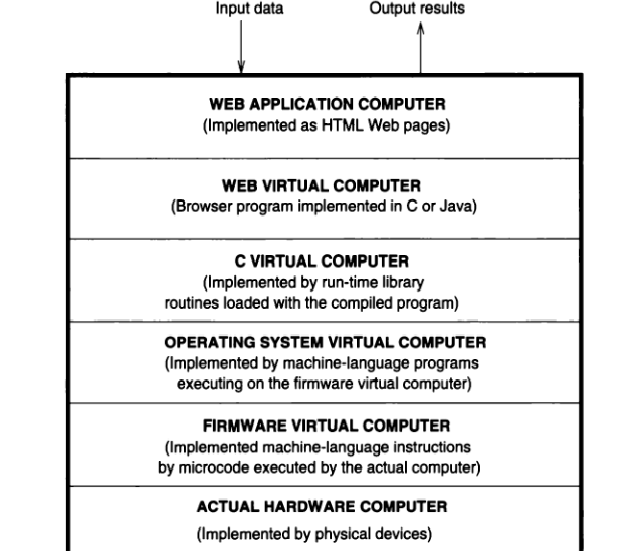 Input data
Output results
WEB APPLICATION COMPUTER
(Implemented as HTML Web pages)
WEB VIRTUAL COMPUTER
(Browser program implemented in C or Java)
C VIRTUAL COMPUTER
(Implemented by run-time library
routines loaded with the compiled program)
OPERATING SYSTEM VIRTUAL COMPUTER
(Implemented by machine-language programs
executing on the firmware virtual computer)
FIRMWARE VIRTUAL COMPUTER
(Implemented machine-language instructions
by microcode executed by the actual computer)
ACTUAL HARDWARE COMPUTER
(Implemented by physical devices)